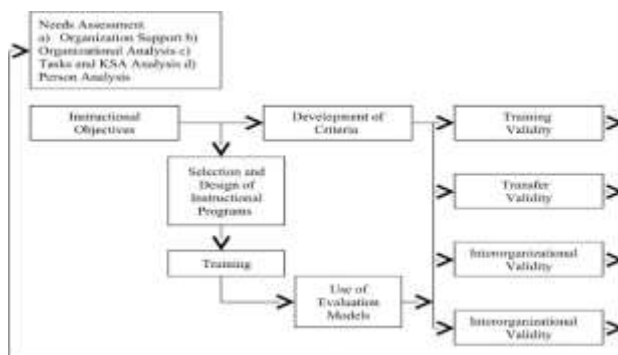 Needs Assessment
a) Organization Support b)
Organizational Analysis c)
Tasks and KSA Analysis d)
Person Analysis
Instructional
Objectives
Development of
Criteria
Training
Validity
Selection and
Design of
Instructional
Programs
Transfer
Validity
Training
Interorganizational
Validity
Use of
Evaluation
Models
Interorganizational
Validity